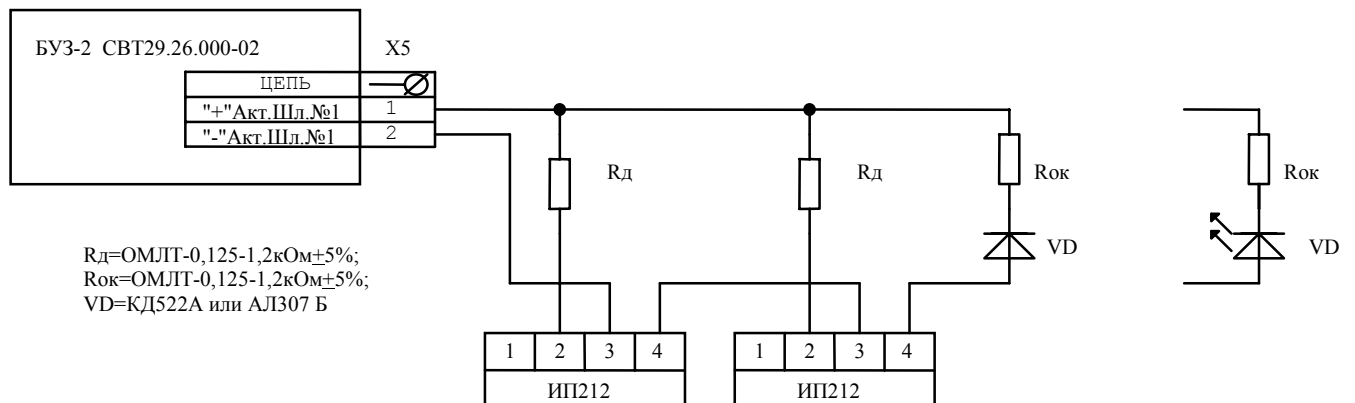 БУЗ-2 СВТ29.26.000-02
X5
ЦЕПЬ
"+"Акт.Шл.№1 1
"-"Акт.Шл.№1 2
Rд
Rд
Rок
Rок
VD
VD
Rд=ОМЛТ-0,125-1,2кОм±5%;
Rок=ОМЛТ-0,125-1,2кОм±5%;
VD=КД522А или АЛ307 Б
1 2 3 4
1 2 3 4
ИП212
ИП212